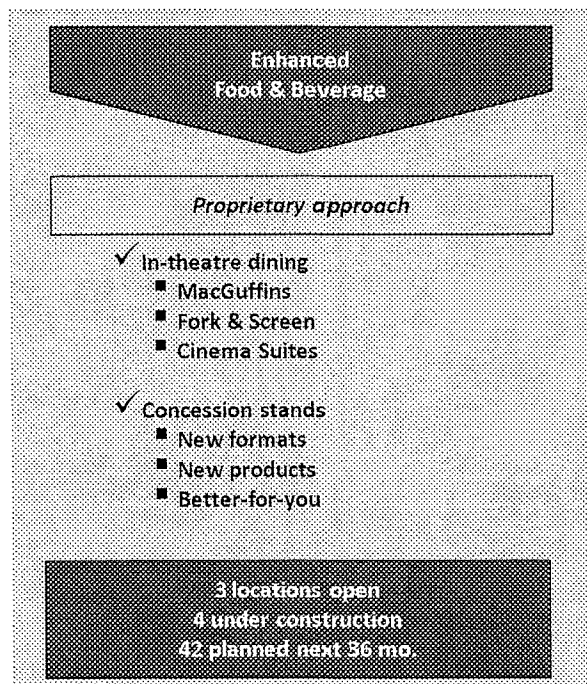 Enhanced
Food & Beverage
Proprietary approach
✓ In-theatre dining
▪ MacGuffins
▪ Fork & Screen
▪ Cinema Suites
✓ Concession stands
▪ New formats
▪ New products
▪ Better-for-you
3 locations open
4 under construction
42 planned next 36 mo.